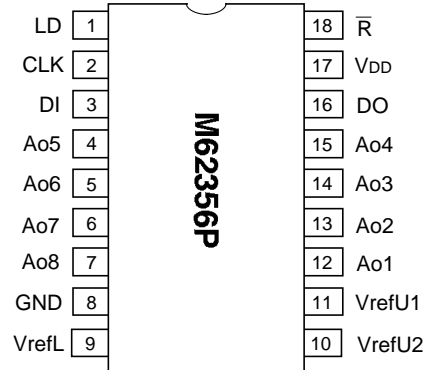 LD 1 18 R̅
CLK 2 17 VDD
DI 3 16 DO
Ao5 4 15 Ao4
Ao6 5 14 Ao3
Ao7 6 13 Ao2
Ao8 7 12 Ao1
GND 8 11 VrefU1
VrefL 9 10 VrefU2
M62356P